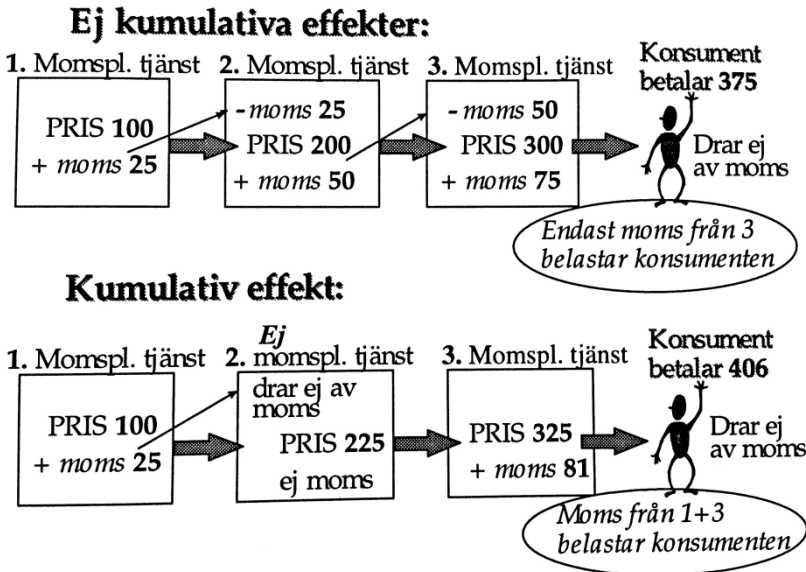 Ej kumulativa effekter:
1. Momspl. tjänst
PRIS 100
+ moms 25
2. Momspl. tjänst
- moms 25
PRIS 200
+ moms 50
3. Momspl. tjänst
- moms 50
PRIS 300
+ moms 75
Konsument
betalar 375
Drar ej
av moms
Endast moms från 3
belastar konsumenten
Kumulativ effekt:
1. Momspl. tjänst
PRIS 100
+ moms 25
Ej
2. momspl. tjänst
drar ej av
moms
PRIS 225
ej moms
3. Momspl. tjänst
PRIS 325
+ moms 81
Konsument
betalar 406
Drar ej
av moms
Moms från 1+3
belastar konsumenten